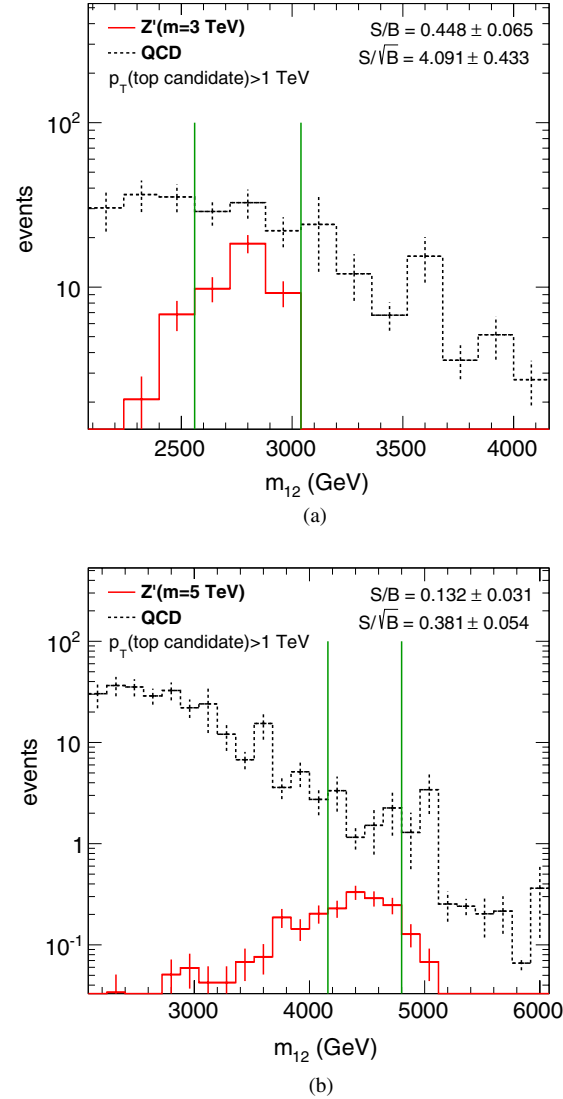 Z'(m=3 TeV)
QCD
p_T(top candidate)>1 TeV
S/B = 0.448 ± 0.065
S/√B = 4.091 ± 0.433
10^2
10
events
2500 3000 3500 4000
m_12 (GeV)
(a)
Z'(m=5 TeV)
QCD
p_T(top candidate)>1 TeV
S/B = 0.132 ± 0.031
S/√B = 0.381 ± 0.054
10^2
10
1
10^-1
events
3000 4000 5000 6000
m_12 (GeV)
(b)